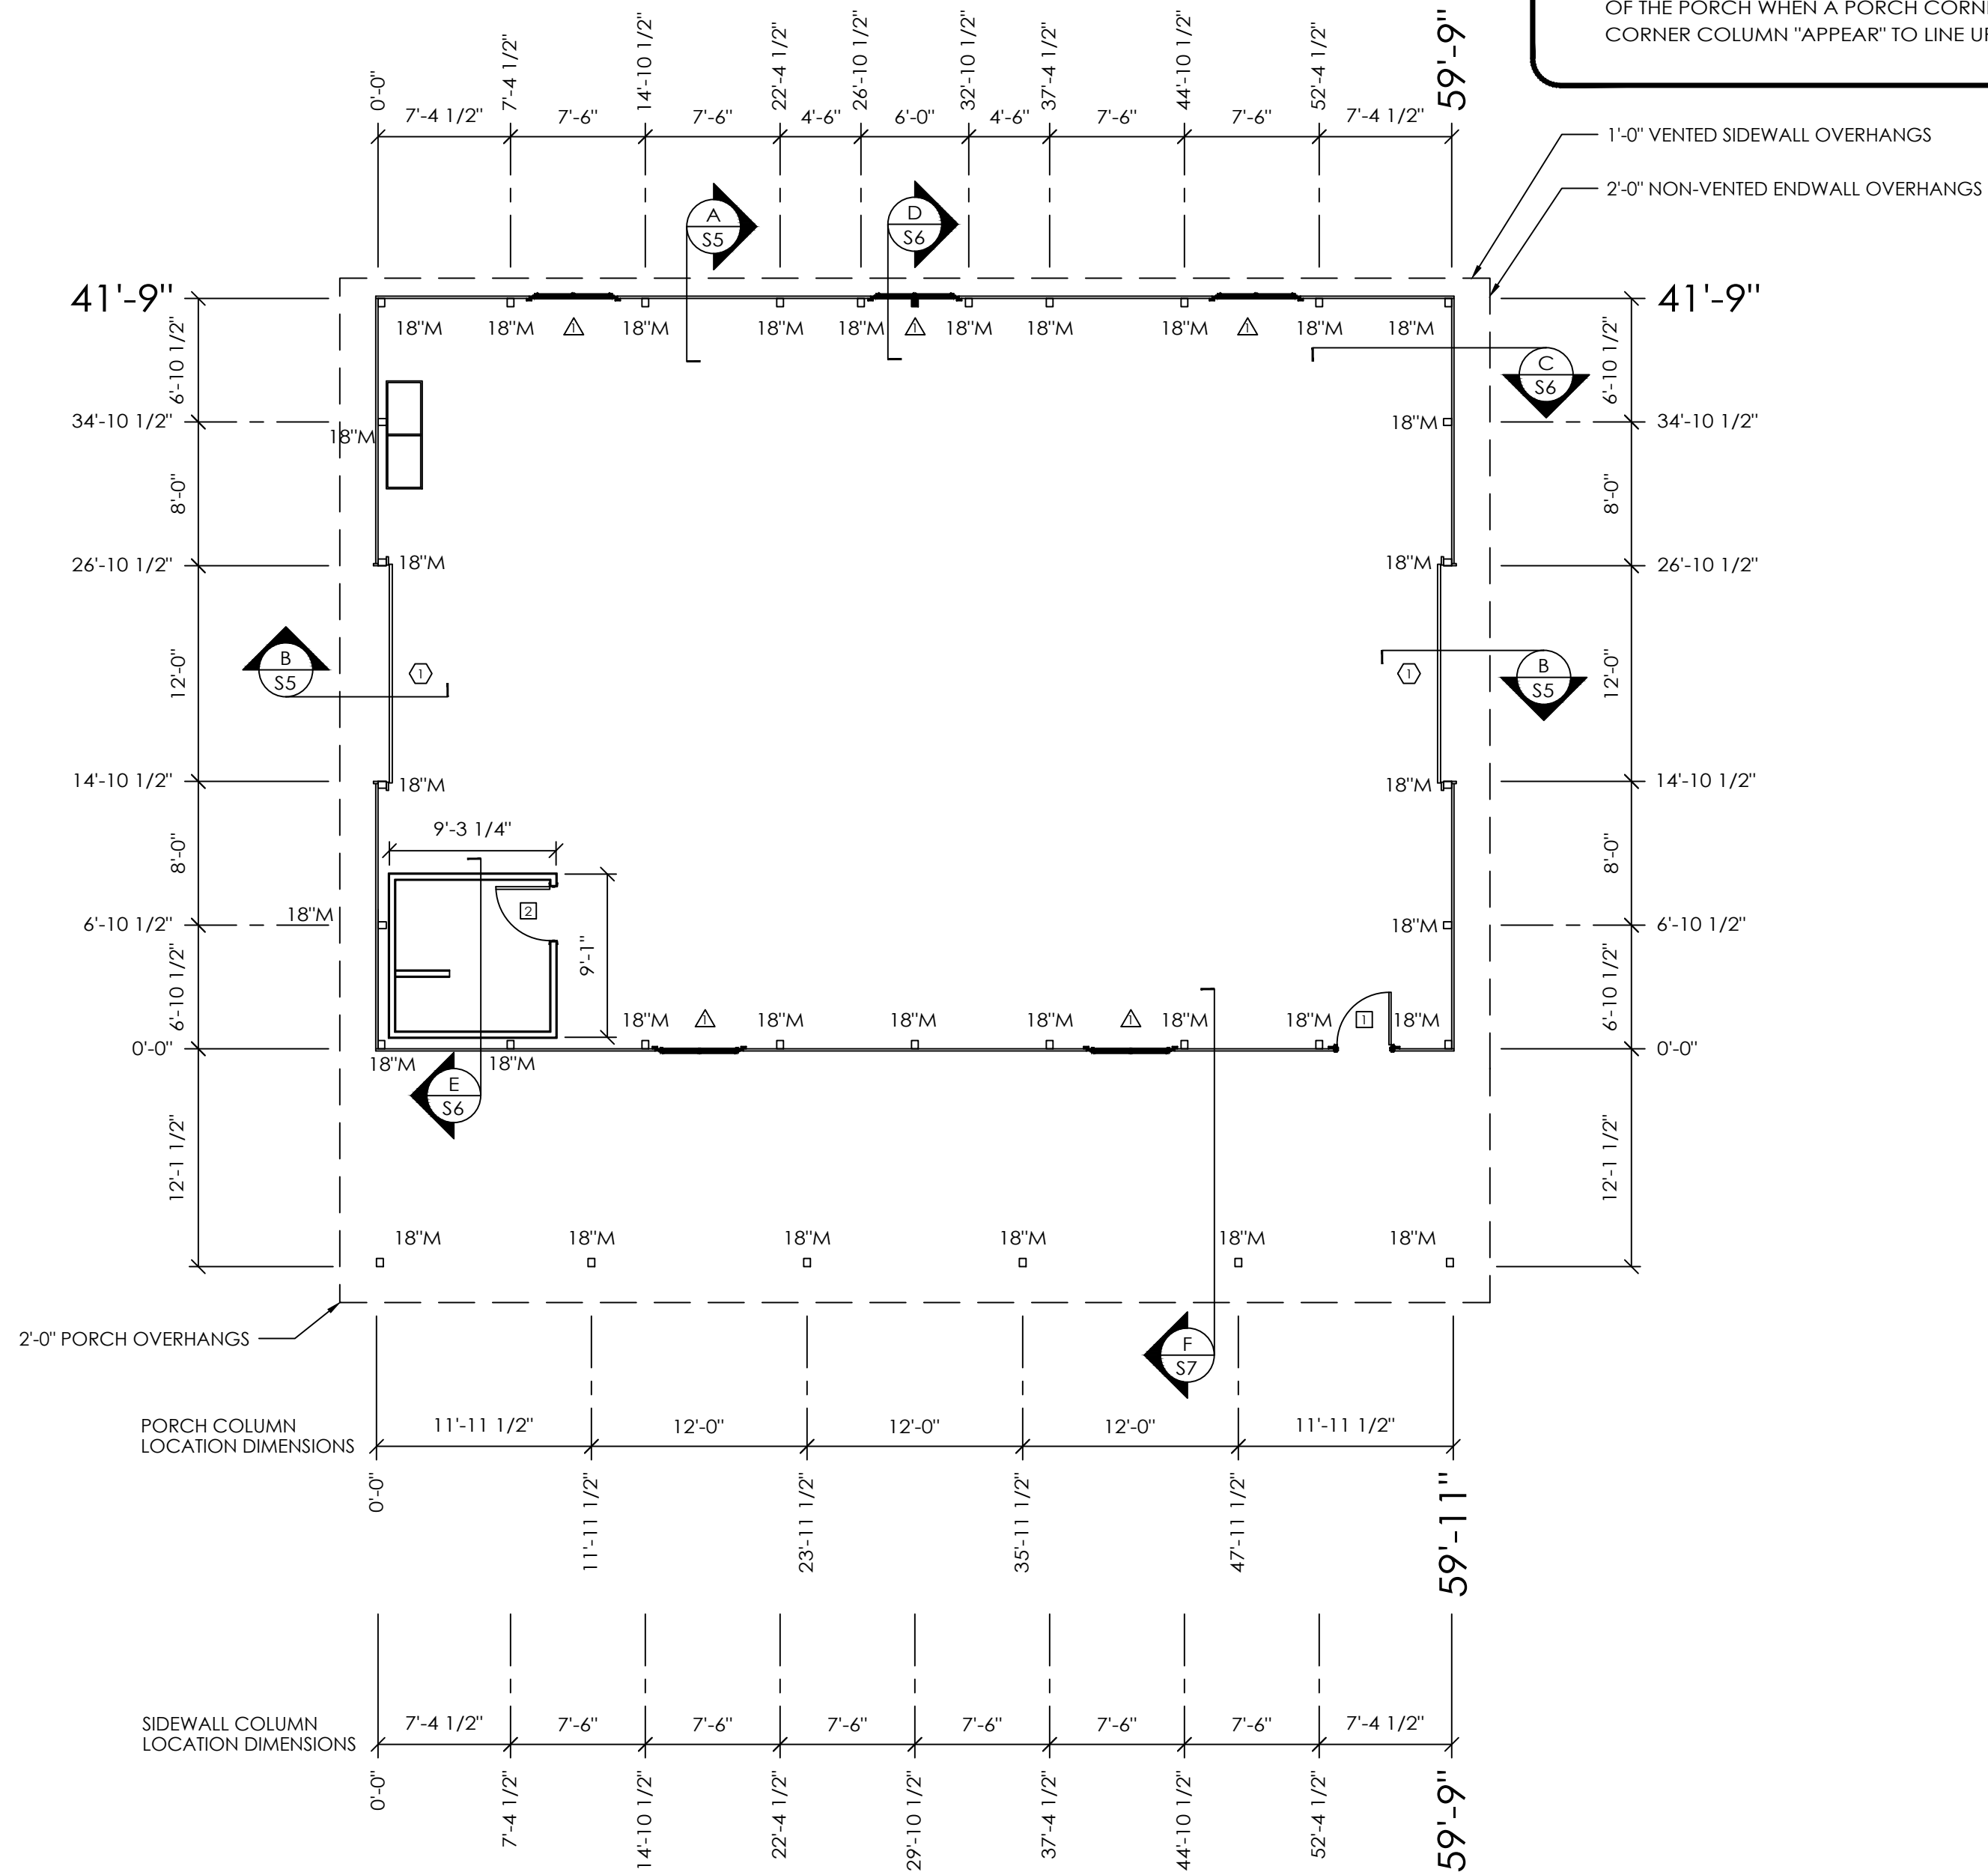 OF THE PORCH WHEN A PORCH CORN
CORNER COLUMN "APPEAR" TO LINE U
0'-0"
7'-4 1/2"
14'-10 1/2"
22'-4 1/2"
26'-10 1/2"
32'-10 1/2"
37'-4 1/2"
44'-10 1/2"
52'-4 1/2"
59'-9"
7'-4 1/2"
7'-6"
7'-6"
4'-6"
6'-0"
4'-6"
7'-6"
7'-6"
7'-4 1/2"
1'-0" VENTED SIDEWALL OVERHANGS
2'-0" NON-VENTED ENDWALL OVERHANGS
A
S5
D
S6
41'-9"
41'-9"
18"M
18"M
1
18"M
18"M
18"M
1
18"M
18"M
18"M
1
18"M
18"M
6'-10 1/2"
6'-10 1/2"
C
S6
34'-10 1/2"
18"M
18"M
34'-10 1/2"
8'-0"
8'-0"
26'-10 1/2"
18"M
18"M
26'-10 1/2"
B
S5
12'-0"
1
1
B
S5
12'-0"
14'-10 1/2"
18"M
18"M
14'-10 1/2"
9'-3 1/4"
8'-0"
8'-0"
2
18"M
6'-10 1/2"
18"M
6'-10 1/2"
9'-1"
6'-10 1/2"
6'-10 1/2"
18"M
1
18"M
18"M
18"M
1
18"M
18"M
1
18"M
0'-0"
0'-0"
18"M
18"M
E
S6
12'-1 1/2"
12'-1 1/2"
18"M
18"M
18"M
18"M
18"M
18"M
2'-0" PORCH OVERHANGS
F
S7
PORCH COLUMN
LOCATION DIMENSIONS
11'-11 1/2"
12'-0"
12'-0"
12'-0"
11'-11 1/2"
0'-0"
11'-11 1/2"
23'-11 1/2"
35'-11 1/2"
47'-11 1/2"
59'-11"
SIDEWALL COLUMN
LOCATION DIMENSIONS
7'-4 1/2"
7'-6"
7'-6"
7'-6"
7'-6"
7'-6"
7'-6"
7'-4 1/2"
0'-0"
7'-4 1/2"
14'-10 1/2"
22'-4 1/2"
29'-10 1/2"
37'-4 1/2"
44'-10 1/2"
52'-4 1/2"
59'-9"